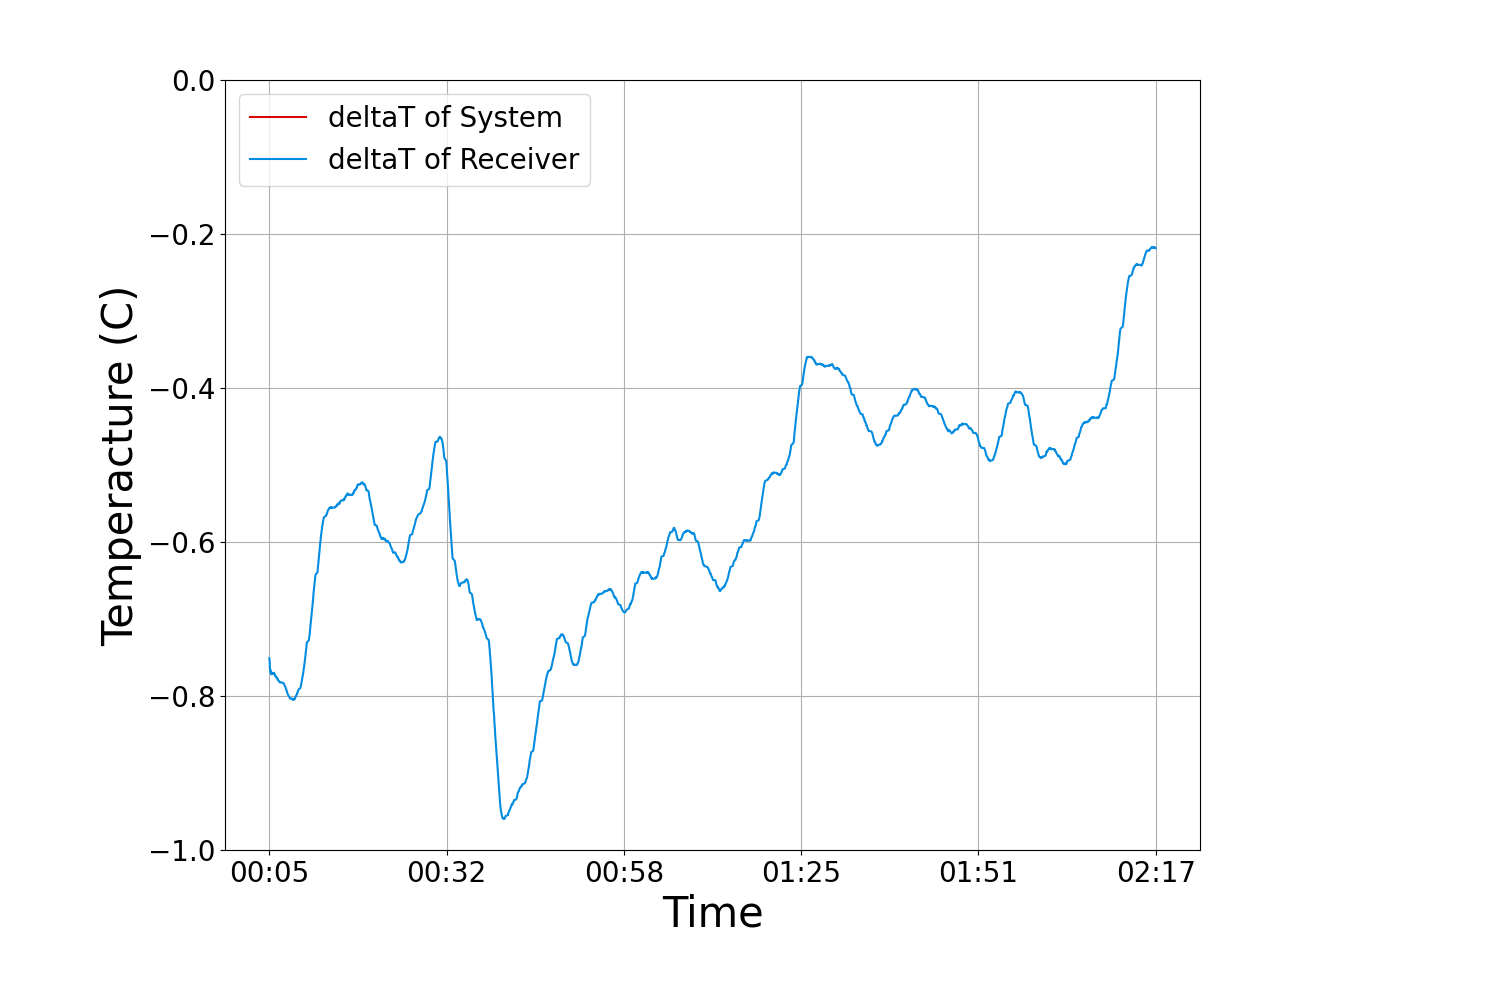 deltaT of System
deltaT of Receiver
0.0
−0.2
−0.4
−0.6
−0.8
−1.0
Temperacture (C)
00:05 00:32 00:58 01:25 01:51 02:17
Time